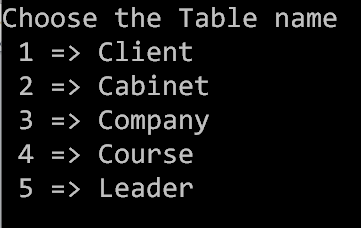 Choose the Table name
1 => Client
2 => Cabinet
3 => Company
4 => Course
5 => Leader